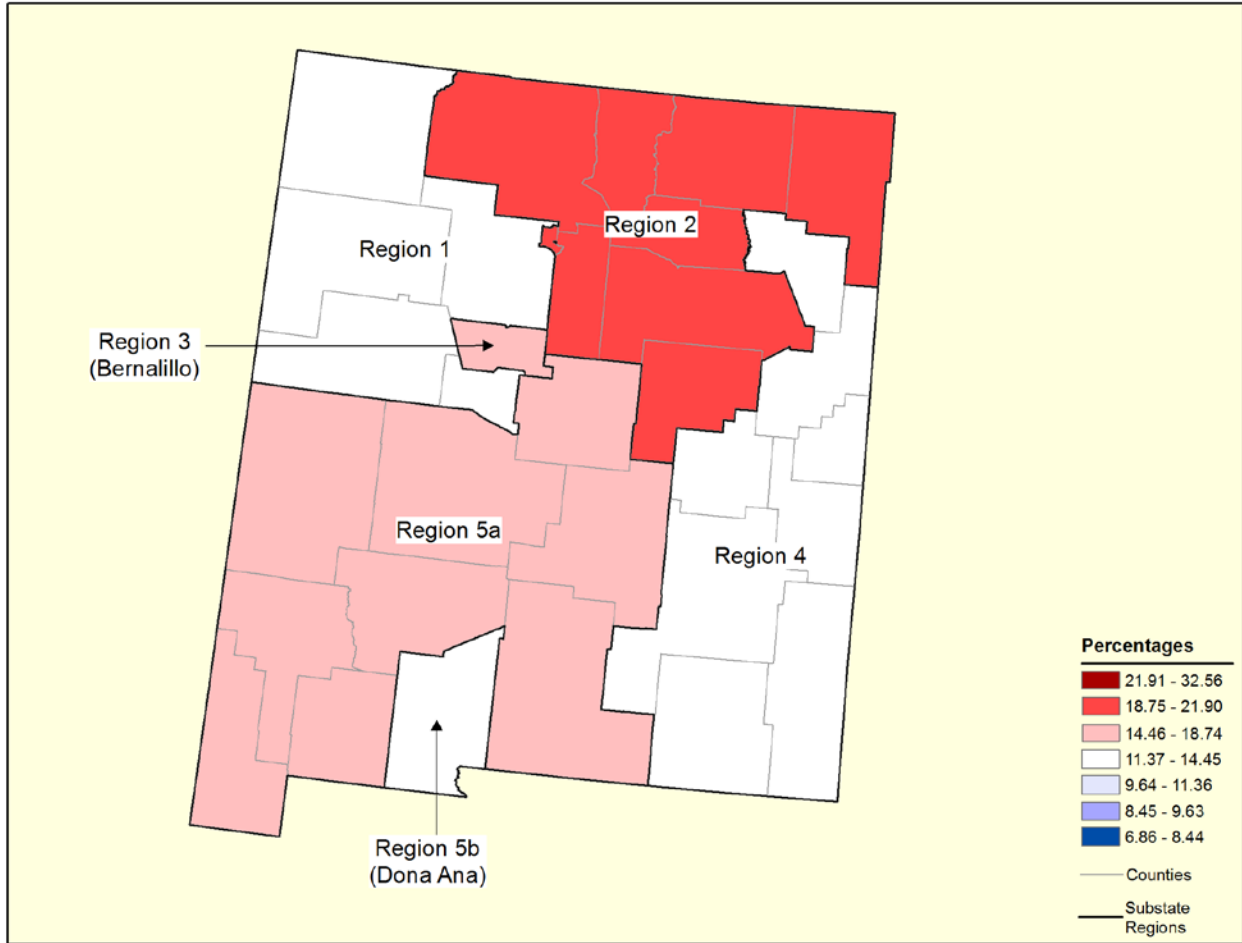 Region 2
Region 1
Region 3
(Bernalillo)
Region 5a
Region 4
Region 5b
(Dona Ana)
Percentages
21.91 - 32.56
18.75 - 21.90
14.46 - 18.74
11.37 - 14.45
9.64 - 11.36
8.45 - 9.63
6.86 - 8.44
Counties
Substate
Regions